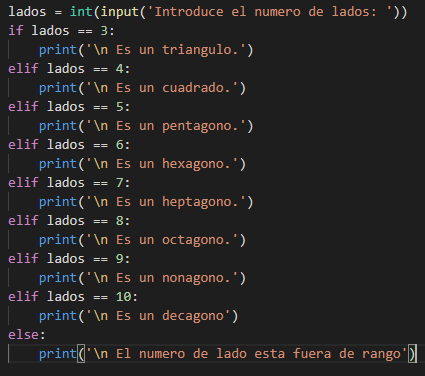 lados = int(input('Introduce el numero de lados: '))
if lados == 3:
    print('\n Es un triangulo.')
elif lados == 4:
    print('\n Es un cuadrado.')
elif lados == 5:
    print('\n Es un pentagono.')
elif lados == 6:
    print('\n Es un hexagono.')
elif lados == 7:
    print('\n Es un heptagono.')
elif lados == 8:
    print('\n Es un octagono.')
elif lados == 9:
    print('\n Es un nonagono.')
elif lados == 10:
    print('\n Es un decagono')
else:
    print('\n El numero de lado esta fuera de rango')